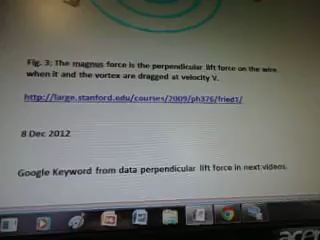 Fig. 3: The magnus force is the perpendicular lift force on the wire
when it and the vortex are dragged at velocity V.
http://large.stanford.edu/courses/2009/ph376/fried1/
8 Dec 2012
Google Keyword from data perpendicular lift force in next videos.
acer